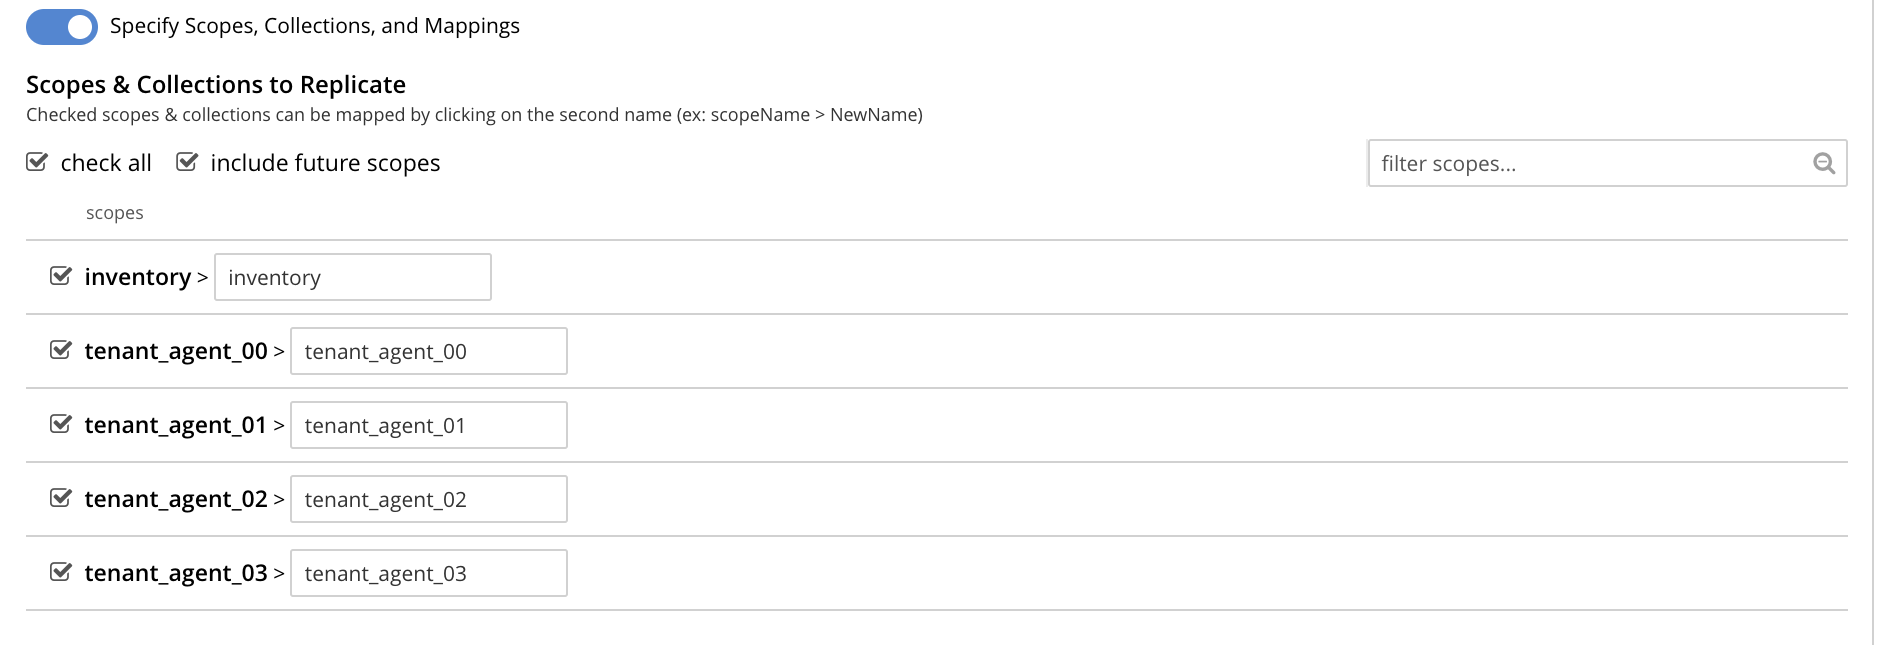 Specify Scopes, Collections, and Mappings
Scopes & Collections to Replicate
Checked scopes & collections can be mapped by clicking on the second name (ex: scopeName > NewName)
check all include future scopes filter scopes...
scopes
inventory > inventory
tenant_agent_00 > tenant_agent_00
tenant_agent_01 > tenant_agent_01
tenant_agent_02 > tenant_agent_02
tenant_agent_03 > tenant_agent_03